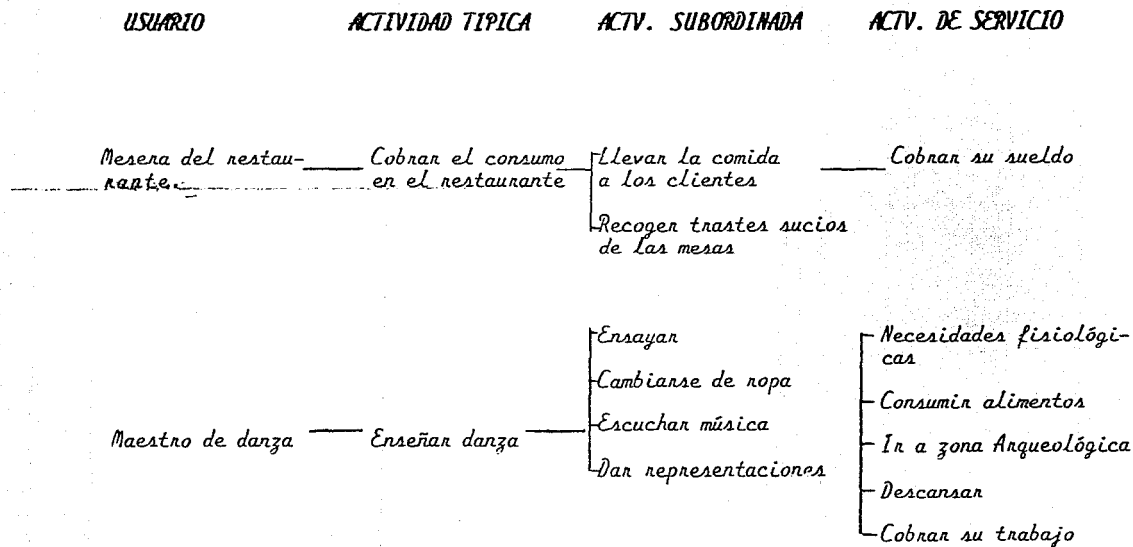 USUARIO ACTIVIDAD TIPICA ACTV. SUBORDINADA ACTV. DE SERVICIO
Mesera del restau- Cobrar el consumo Llevar la comida Cobrar su sueldo
rante. en el restaurante a los clientes
Recoger trastes sucios
de las mesas
Ensayar Necesidades fisiológi-
cas
Cambiarse de ropa
Consumir alimentos
Maestro de danza Enseñar danza Escuchar música
Ir a zona Arqueológica
Dar representaciones
Descansar
Cobrar su trabajo